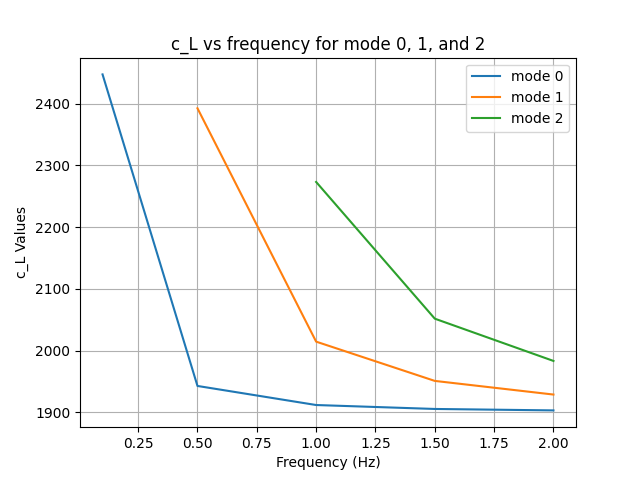 c_L vs frequency for mode 0, 1, and 2
mode 0
mode 1
mode 2
c_L Values
2400
2300
2200
2100
2000
1900
0.25 0.50 0.75 1.00 1.25 1.50 1.75 2.00
Frequency (Hz)